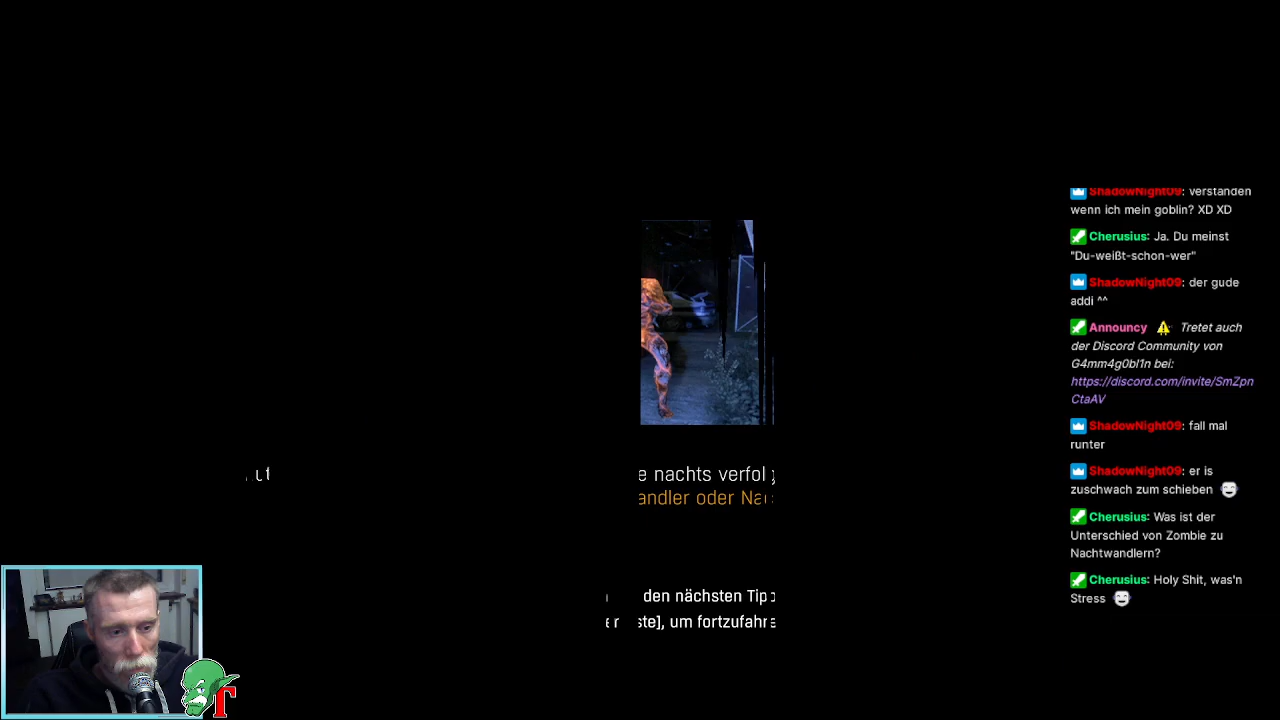 e nachts verfol
andler oder Na
den nächsten Tip
ste], um fortzufahre
ShadowNight09: verstanden
wenn ich mein goblin? XD XD
Cherusius: Ja. Du meinst
"Du-weißt-schon-wer"
ShadowNight09: der gude
addi ^^
Announcy Tretet auch
der Discord Community von
G4mm4g0bl1n bei:
https://discord.com/invite/SmZpn
CtaAV
ShadowNight09: fall mal
runter
ShadowNight09: er is
zuschwach zum schieben
Cherusius: Was ist der
Unterschied von Zombie zu
Nachtwandlern?
Cherusius: Holy Shit, was'n
Stress